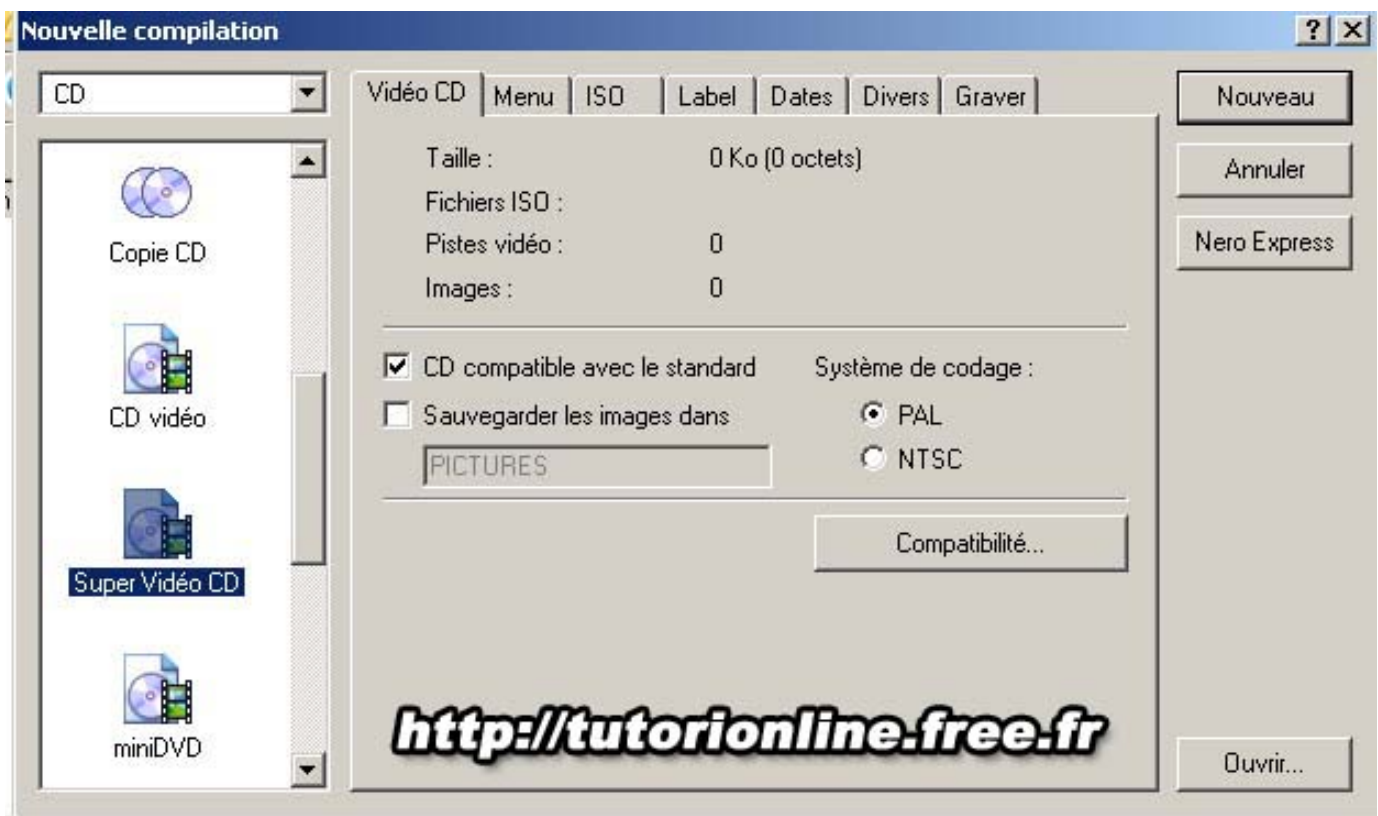 Nouvelle compilation
CD
Copie CD
CD vidéo
Super Vidéo CD
miniDVD
Vidéo CD
Menu
ISO
Label
Dates
Divers
Graver
Taille :
0 Ko (0 octets)
Fichiers ISO :
Pistes vidéo :
0
Images :
0
CD compatible avec le standard
Sauvegarder les images dans
PICTURES
Système de codage :
PAL
NTSC
Compatibilité...
http://tutorionline.free.fr
Nouveau
Annuler
Nero Express
Ouvrir...